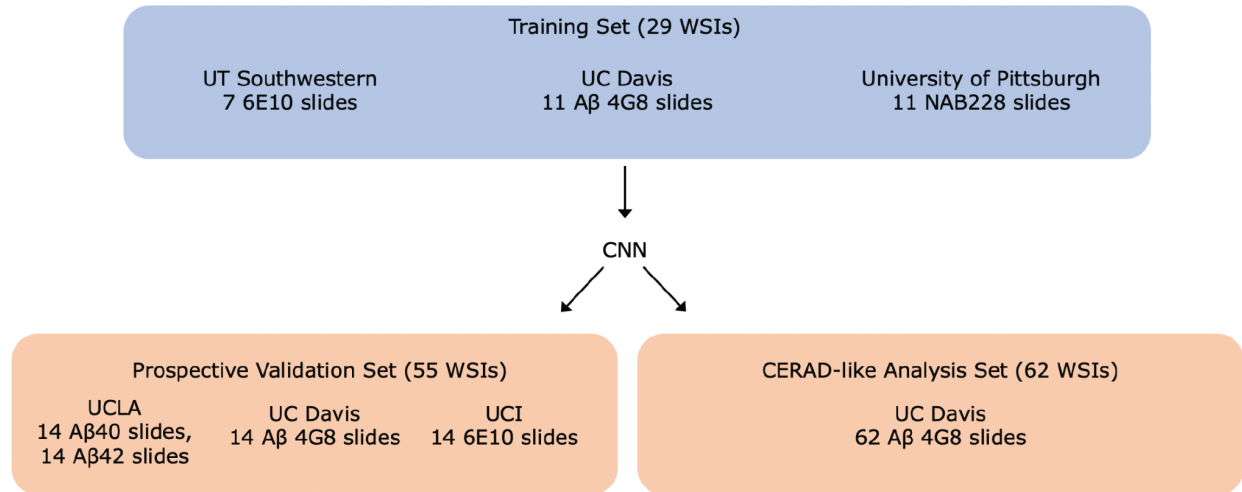 Training Set (29 WSIs)
UT Southwestern
7 6E10 slides
UC Davis
11 Aβ 4G8 slides
University of Pittsburgh
11 NAB228 slides
CNN
Prospective Validation Set (55 WSIs)
UCLA
14 Aβ40 slides,
14 Aβ42 slides
UC Davis
14 Aβ 4G8 slides
UCI
14 6E10 slides
CERAD-like Analysis Set (62 WSIs)
UC Davis
62 Aβ 4G8 slides